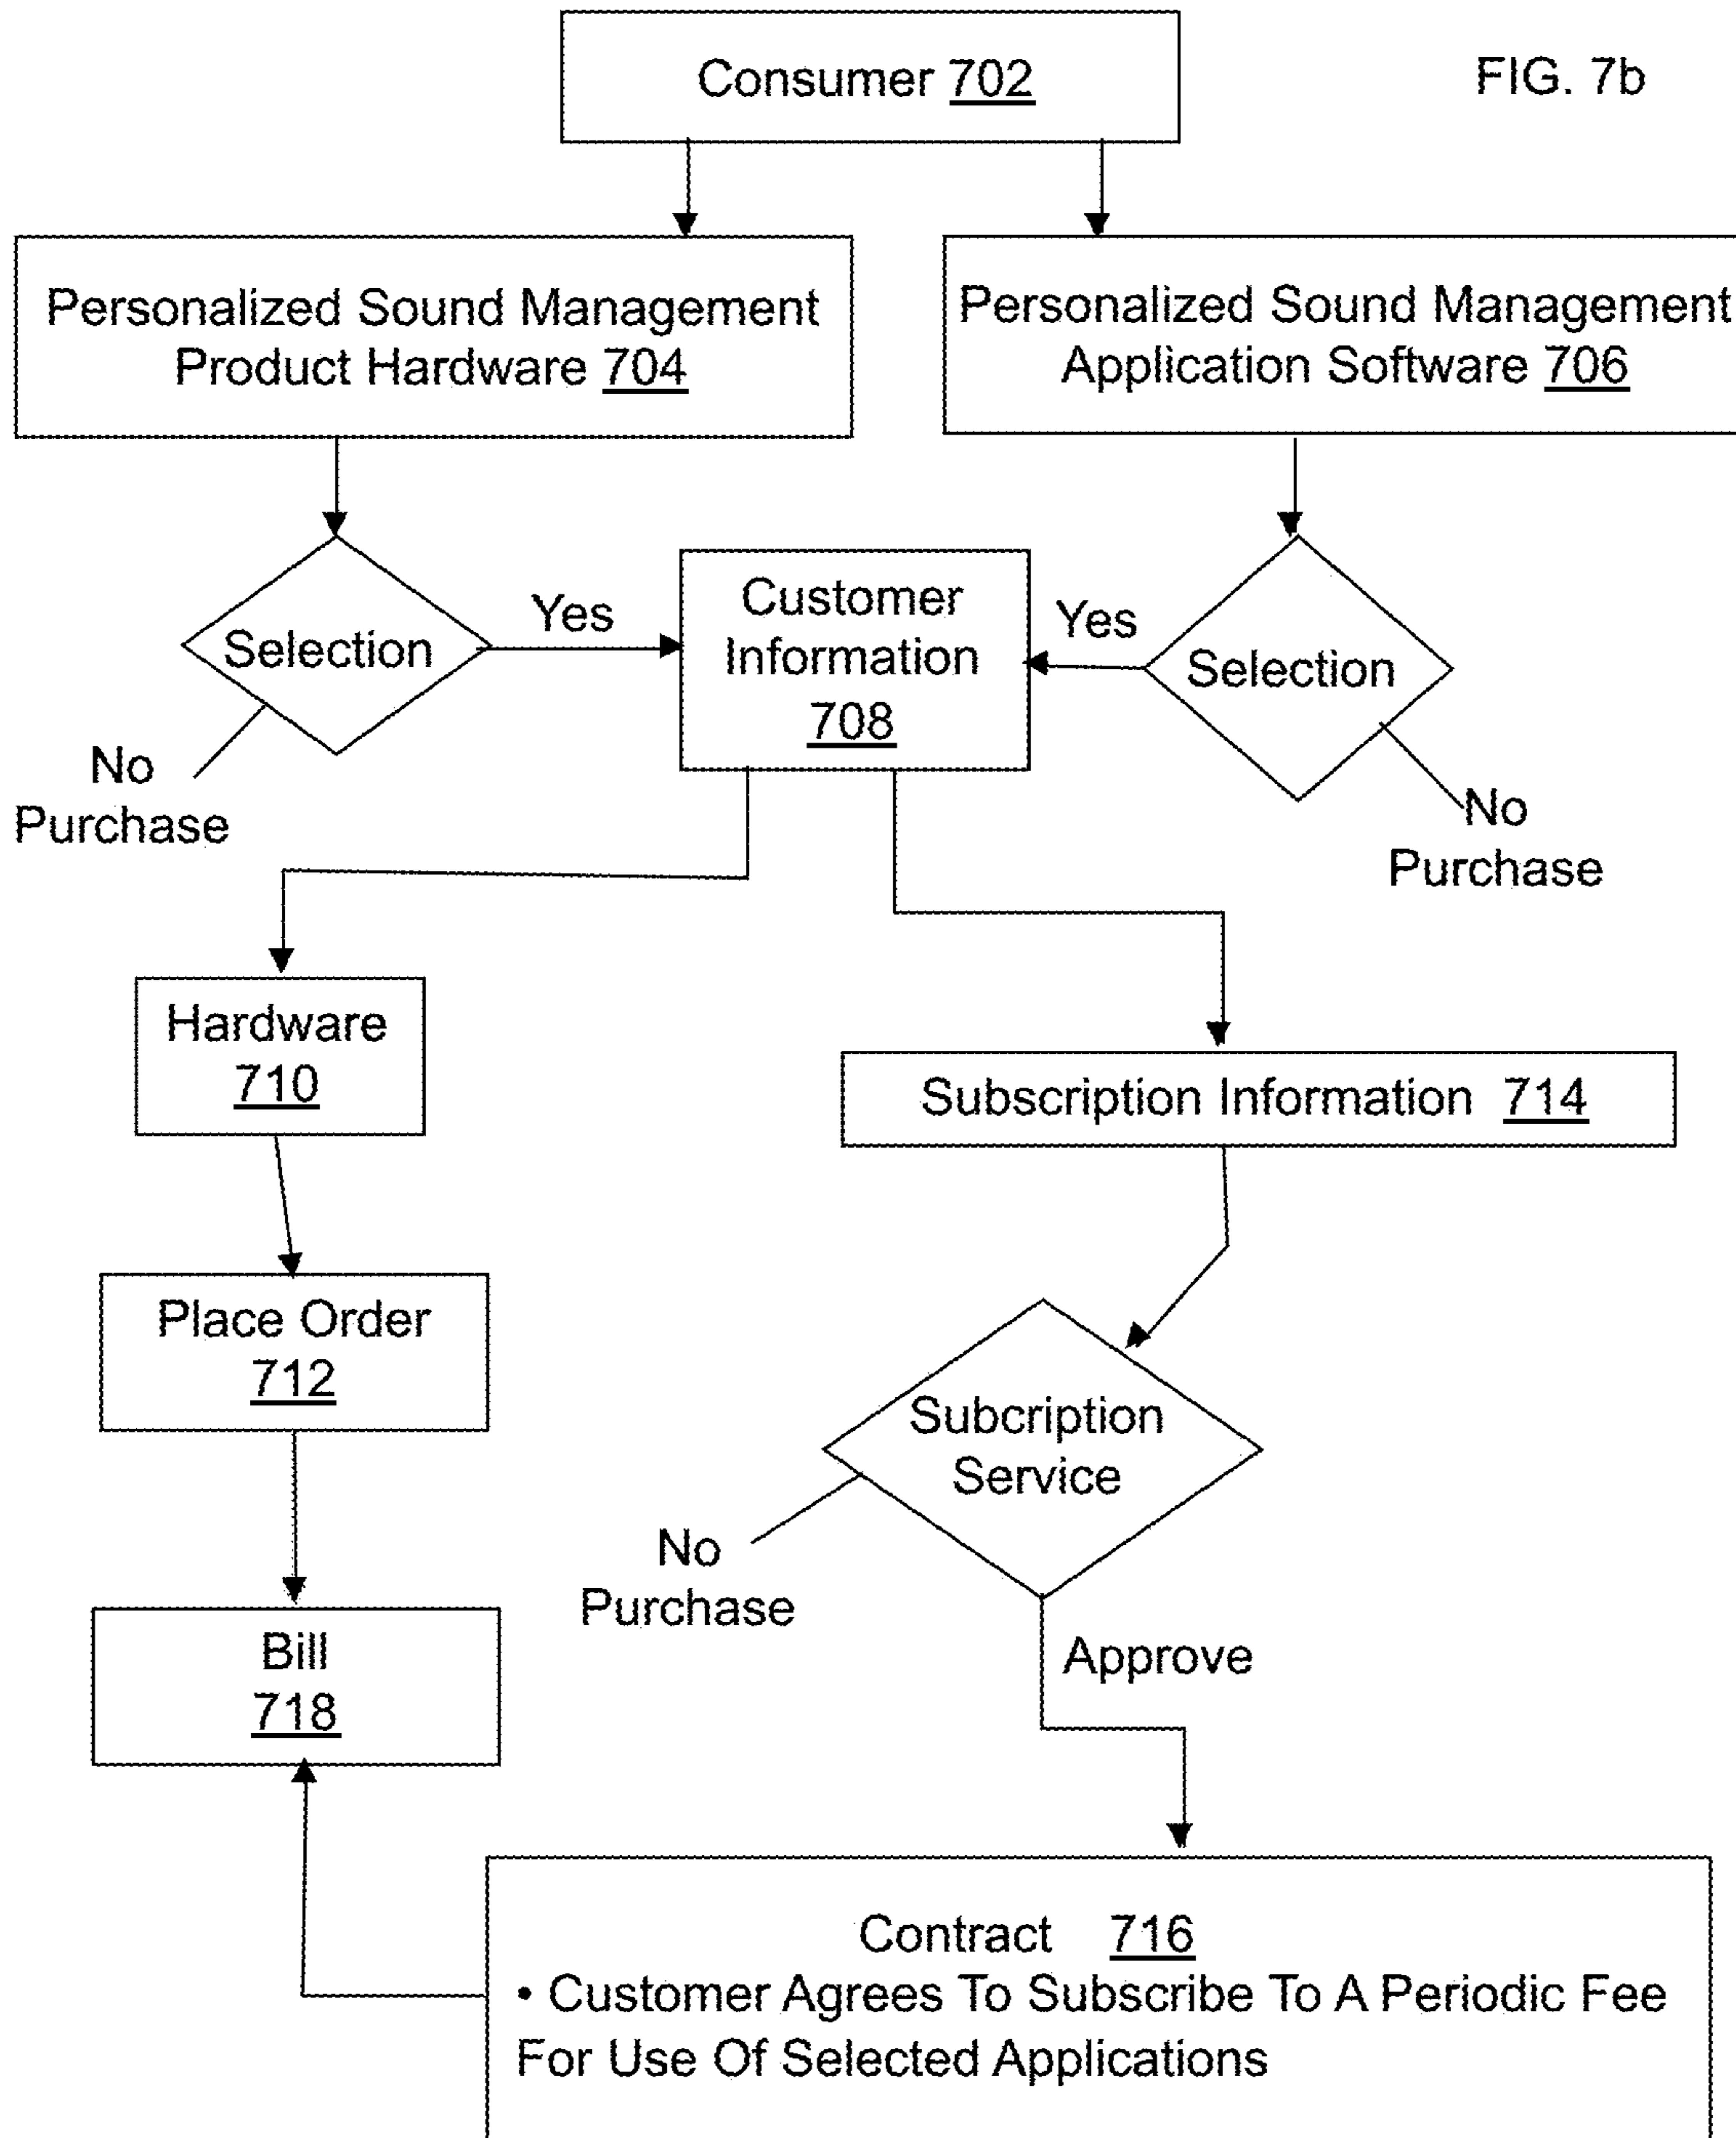 Consumer 702
FIG. 7b
Personalized Sound Management
Product Hardware 704
Personalized Sound Management
Application Software 706
Selection
Yes
No
Purchase
Customer
Information
708
Yes
Selection
No
Purchase
Hardware
710
Subscription Information 714
Place Order
712
Subcription
Service
No
Purchase
Approve
Bill
718
Contract 716
• Customer Agrees To Subscribe To A Periodic Fee
For Use Of Selected Applications